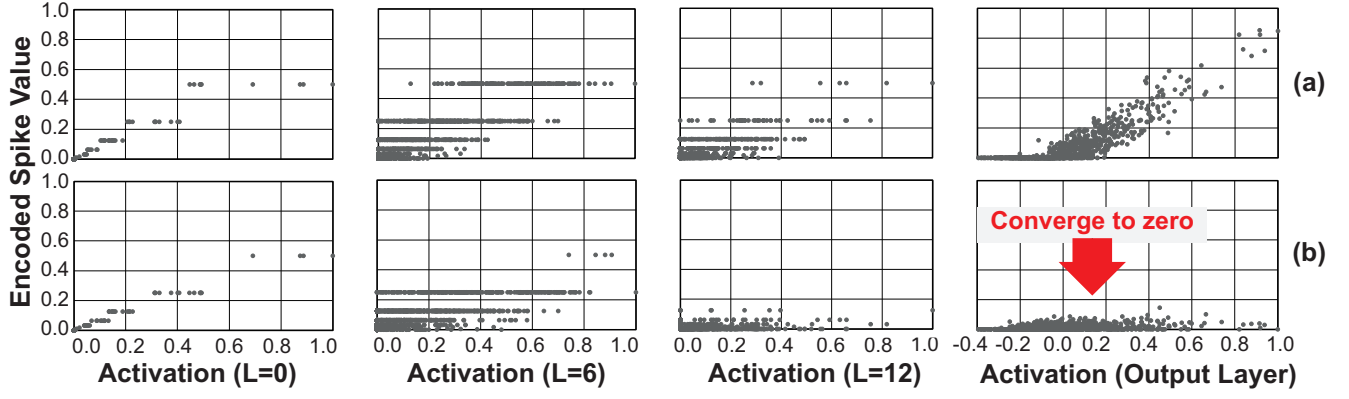 Encoded Spike Value
1.0
0.8
0.6
0.4
0.2
0.0
(a)
1.0
0.8
0.6
0.4
0.2
0.0
Converge to zero
(b)
0.0 0.2 0.4 0.6 0.8 1.0
0.0 0.2 0.4 0.6 0.8 1.0
0.0 0.2 0.4 0.6 0.8 1.0
-0.4 -0.2 0.0 0.2 0.4 0.6 0.8 1.0
Activation (L=0)
Activation (L=6)
Activation (L=12)
Activation (Output Layer)